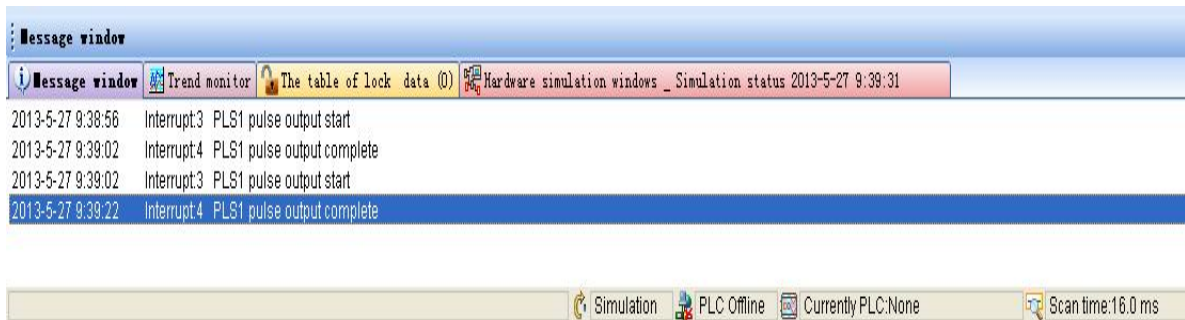 Message window
Message window Trend monitor The table of lock data (0) Hardware simulation windows _ Simulation status 2013-5-27 9:39:31
2013-5-27 9:38:56 Interrupt:3 PLS1 pulse output start
2013-5-27 9:39:02 Interrupt:4 PLS1 pulse output complete
2013-5-27 9:39:02 Interrupt:3 PLS1 pulse output start
2013-5-27 9:39:22 Interrupt:4 PLS1 pulse output complete
Simulation PLC Offline Currently PLC:None Scan time:16.0 ms